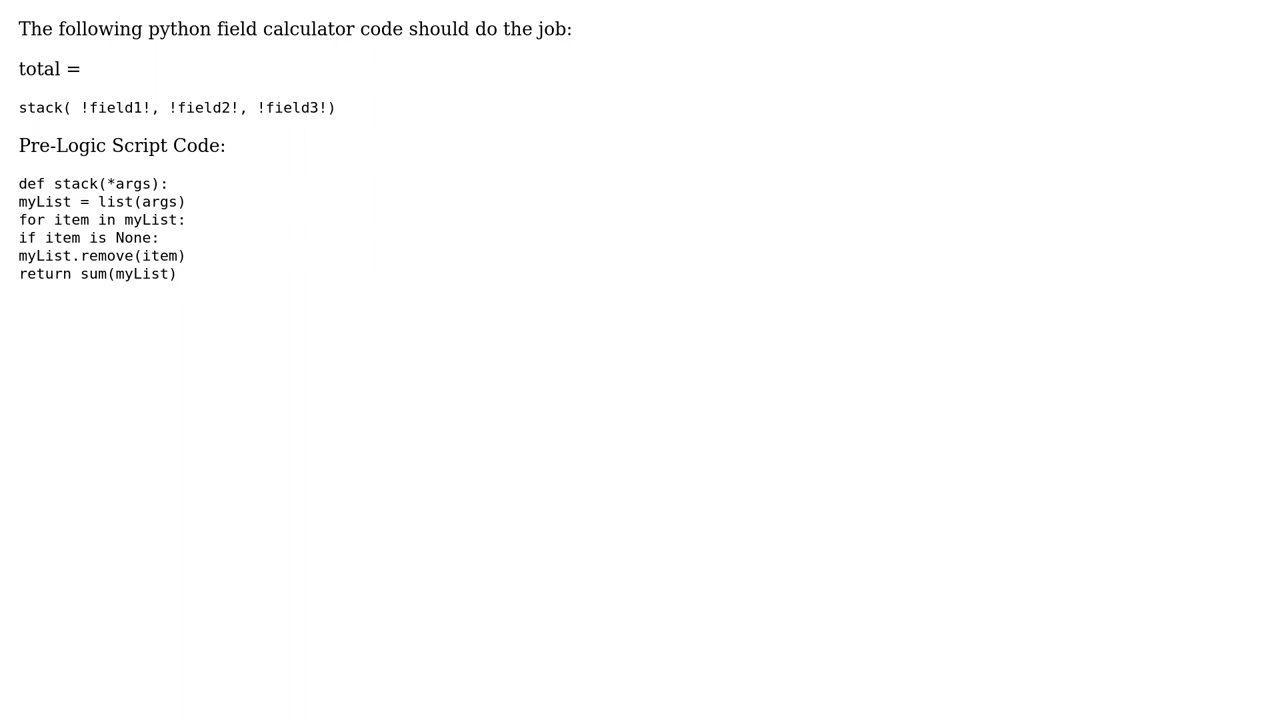 The following python field calculator code should do the job:
total =
stack( !field1!, !field2!, !field3!)
Pre-Logic Script Code:
def stack(*args):
myList = list(args)
for item in myList:
if item is None:
myList.remove(item)
return sum(myList)